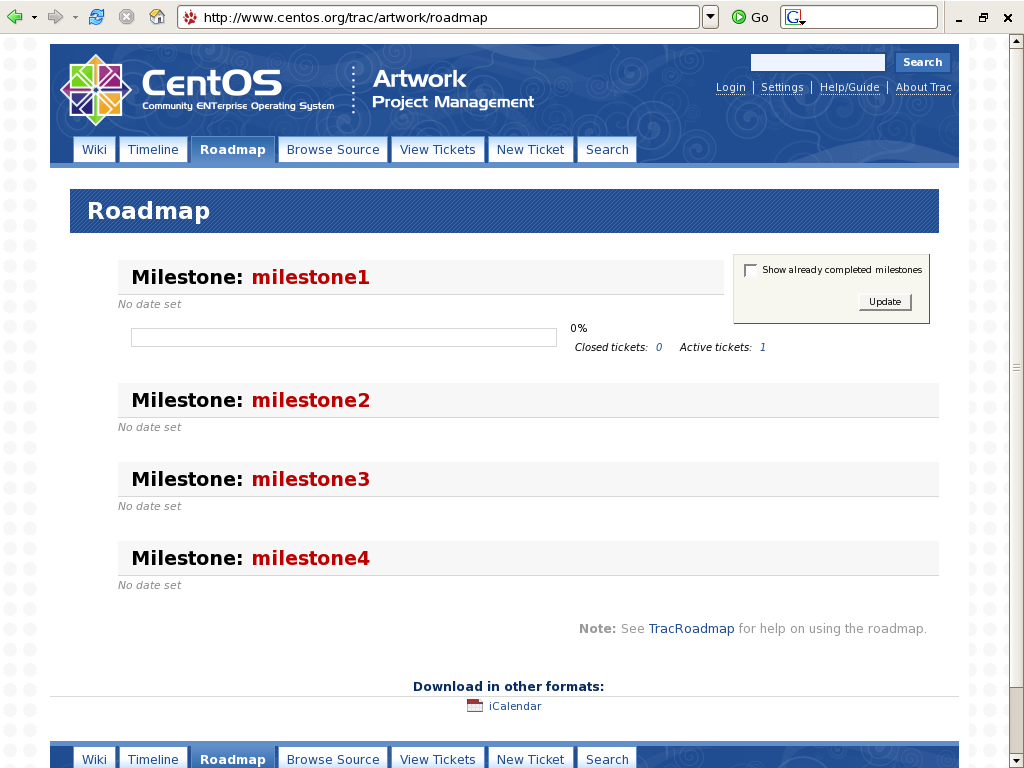 http://www.centos.org/trac/artwork/roadmap
Go
G
CentOS
Community ENTerprise Operating System
Artwork
Project Management
Search
Login
Settings
Help/Guide
About Trac
Wiki
Timeline
Roadmap
Browse Source
View Tickets
New Ticket
Search
Roadmap
Milestone: milestone1
Show already completed milestones
Update
No date set
0%
Closed tickets: 0 Active tickets: 1
Milestone: milestone2
No date set
Milestone: milestone3
No date set
Milestone: milestone4
No date set
Note: See TracRoadmap for help on using the roadmap.
Download in other formats:
iCalendar
Wiki
Timeline
Roadmap
Browse Source
View Tickets
New Ticket
Search